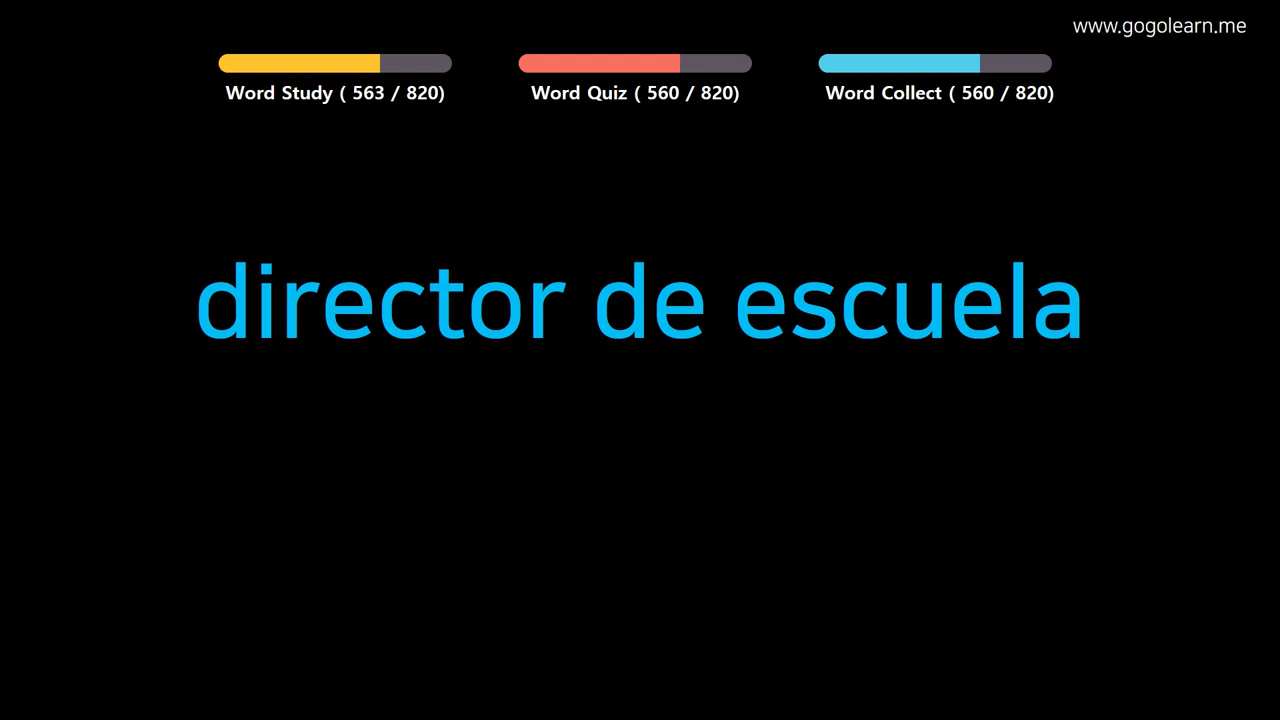 www.gogolearn.me
Word Study ( 563 / 820)
Word Quiz ( 560 / 820)
Word Collect ( 560 / 820)
director de escuela